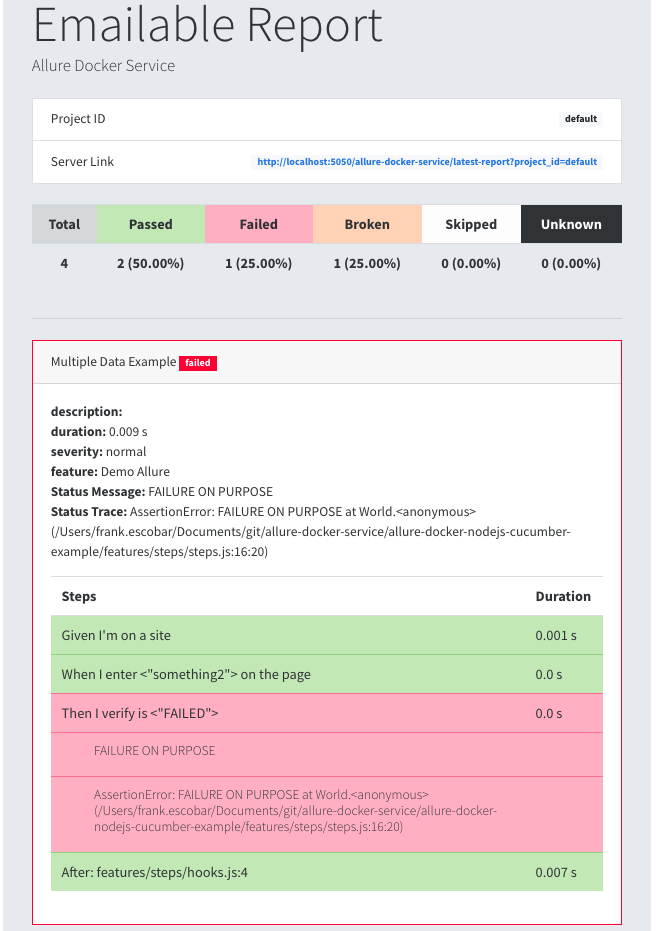 Emailable Report
Allure Docker Service
Project ID default
Server Link http://localhost:5050/allure-docker-service/latest-report?project_id=default
Total Passed Failed Broken Skipped Unknown
4 2 (50.00%) 1 (25.00%) 1 (25.00%) 0 (0.00%) 0 (0.00%)
Multiple Data Example failed
description:
duration: 0.009 s
severity: normal
feature: Demo Allure
Status Message: FAILURE ON PURPOSE
Status Trace: AssertionError: FAILURE ON PURPOSE at World.<anonymous>
(/Users/frank.escobar/Documents/git/allure-docker-service/allure-docker-nodejs-cucumber-
example/features/steps/steps.js:16:20)
Steps Duration
Given I'm on a site 0.001 s
When I enter <"something2"> on the page 0.0 s
Then I verify is <"FAILED"> 0.0 s
FAILURE ON PURPOSE
AssertionError: FAILURE ON PURPOSE at World.<anonymous>
(/Users/frank.escobar/Documents/git/allure-docker-service/allure-docker-
nodejs-cucumber-example/features/steps/steps.js:16:20)
After: features/steps/hooks.js:4 0.007 s